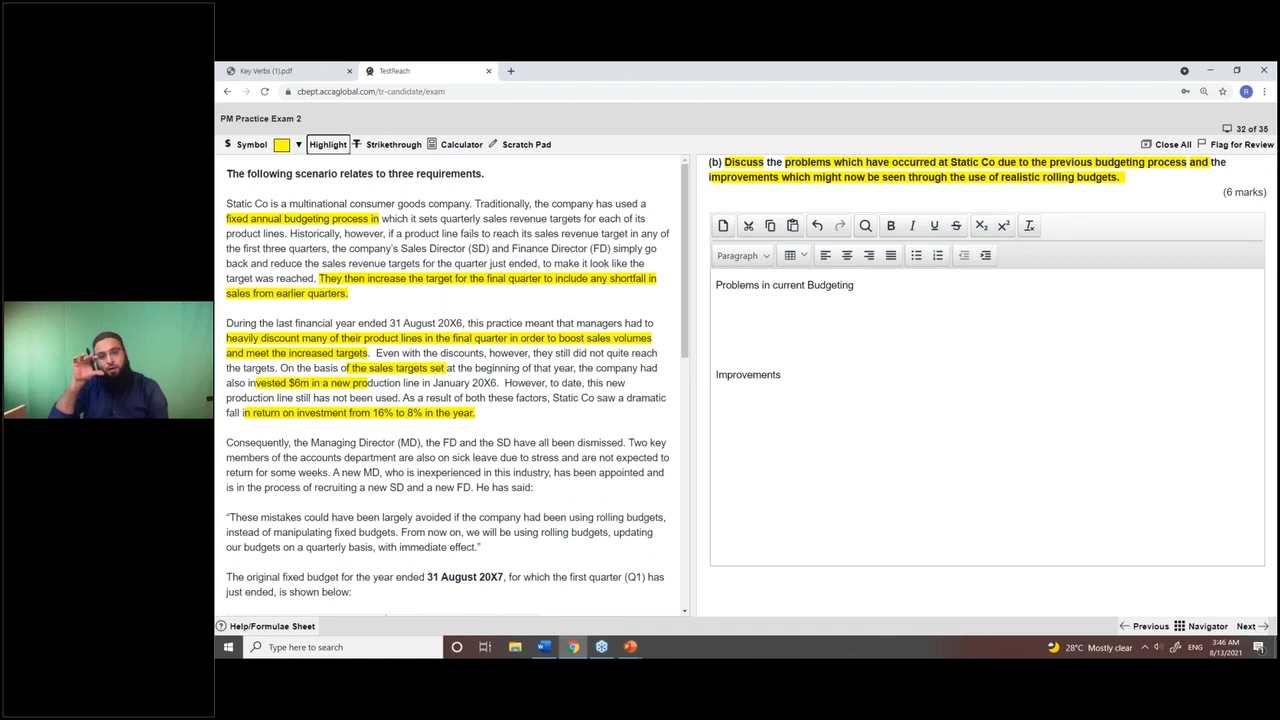 Key Verbs (1).pdf
TestReach
cbept.accaglobal.com/tr-candidate/exam
R
PM Practice Exam 2
32 of 35
$ Symbol
Highlight
Strikethrough
Calculator
Scratch Pad
Close All
Flag for Review
The following scenario relates to three requirements.
Static Co is a multinational consumer goods company. Traditionally, the company has used a
fixed annual budgeting process in which it sets quarterly sales revenue targets for each of its
product lines. Historically, however, if a product line fails to reach its sales revenue target in any of
the first three quarters, the company's Sales Director (SD) and Finance Director (FD) simply go
back and reduce the sales revenue targets for the quarter just ended, to make it look like the
target was reached. They then increase the target for the final quarter to include any shortfall in
sales from earlier quarters.
During the last financial year ended 31 August 20X6, this practice meant that managers had to
heavily discount many of their product lines in the final quarter in order to boost sales volumes
and meet the increased targets. Even with the discounts, however, they still did not quite reach
the targets. On the basis of the sales targets set at the beginning of that year, the company had
also invested $6m in a new production line in January 20X6. However, to date, this new
production line still has not been used. As a result of both these factors, Static Co saw a dramatic
fall in return on investment from 16% to 8% in the year.
Consequently, the Managing Director (MD), the FD and the SD have all been dismissed. Two key
members of the accounts department are also on sick leave due to stress and are not expected to
return for some weeks. A new MD, who is inexperienced in this industry, has been appointed and
is in the process of recruiting a new SD and a new FD. He has said:
“These mistakes could have been largely avoided if the company had been using rolling budgets,
instead of manipulating fixed budgets. From now on, we will be using rolling budgets, updating
our budgets on a quarterly basis, with immediate effect.”
The original fixed budget for the year ended 31 August 20X7, for which the first quarter (Q1) has
just ended, is shown below:
(b) Discuss the problems which have occurred at Static Co due to the previous budgeting process and the
improvements which might now be seen through the use of realistic rolling budgets.
(6 marks)
B I U S X2 X2 Ix
Paragraph
Problems in current Budgeting
Improvements
Help/Formulae Sheet
Previous
Navigator
Next
Type here to search
28°C Mostly clear
ENG
3:46 AM
8/13/2021